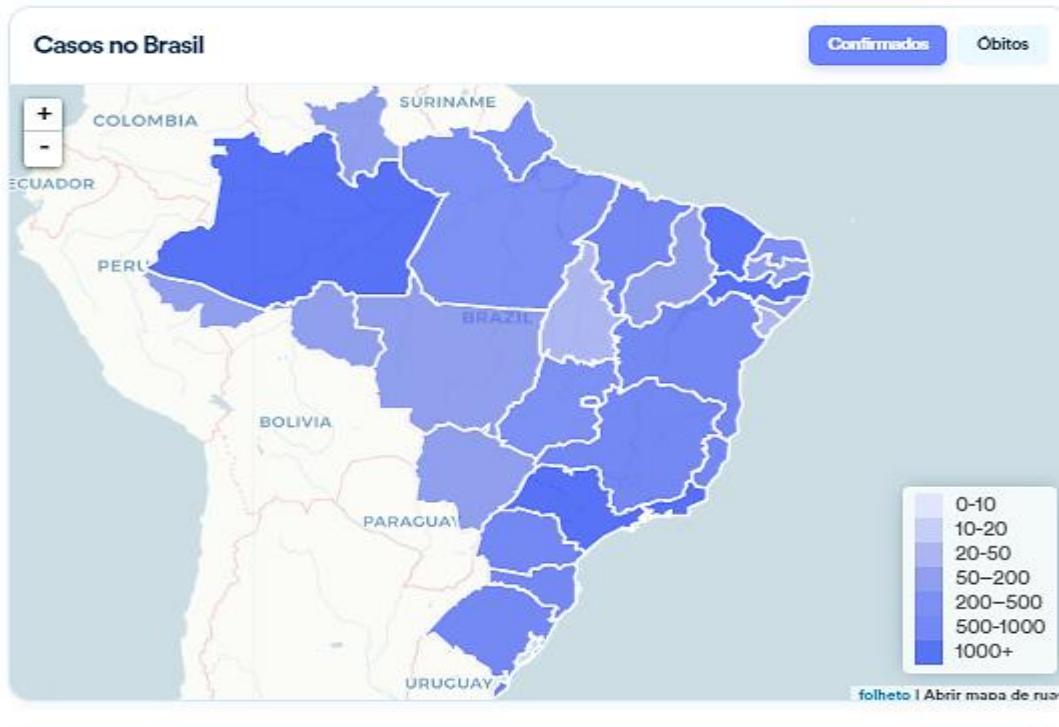 Casos no Brasil
Confirmados
Óbitos
+
-
SURINAME
COLOMBIA
ECUADOR
PERU
BRAZIL
BOLIVIA
PARAGUAY
URUGUAY
0-10
10-20
20-50
50–200
200–500
500-1000
1000+
folheto | Abrir mapa de ruas